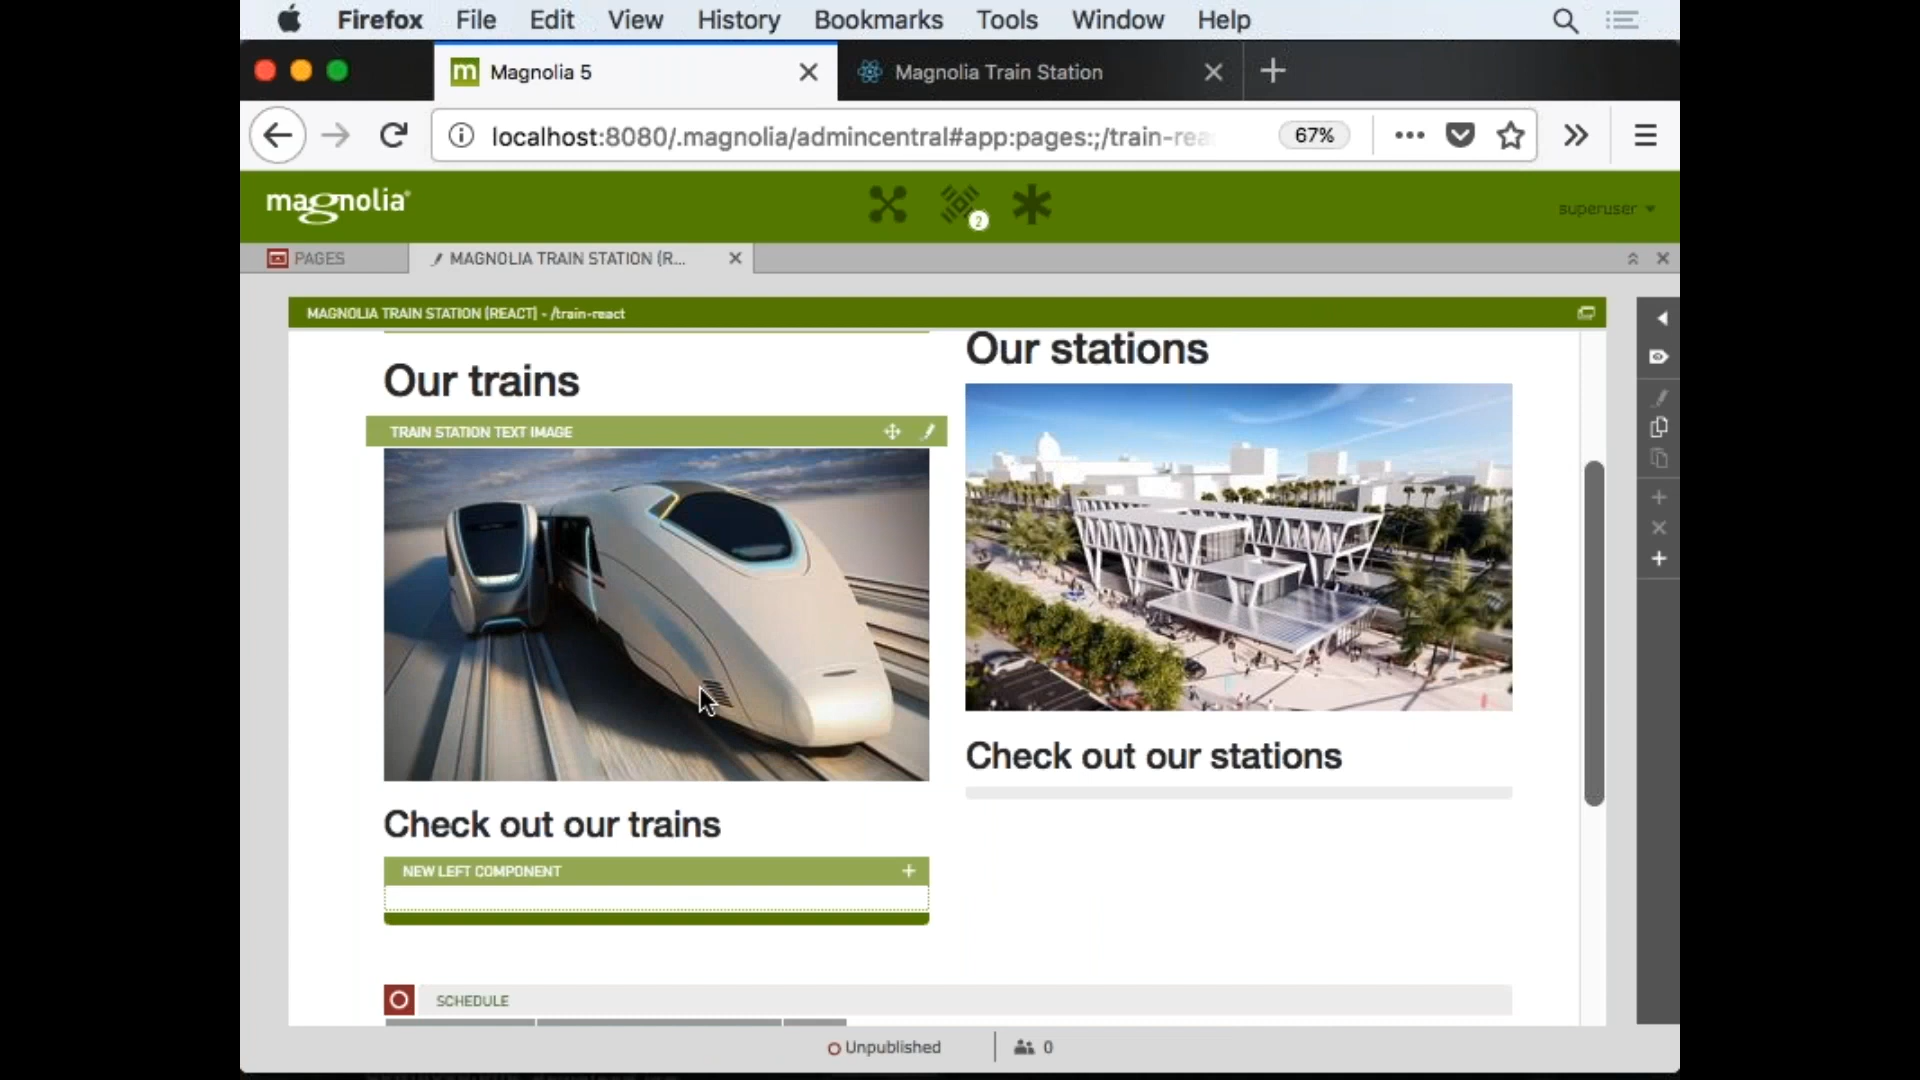 Firefox File Edit View History Bookmarks Tools Window Help
m Magnolia 5 Magnolia Train Station
localhost:8080/.magnolia/admincentral#app:pages:;/train-rea 67%
magnolia® 2 superuser
PAGES MAGNOLIA TRAIN STATION (R...
MAGNOLIA TRAIN STATION (REACT) - /train-react
Our trains
TRAIN STATION TEXT IMAGE
Check out our trains
NEW LEFT COMPONENT
Our stations
Check out our stations
SCHEDULE
Unpublished 0